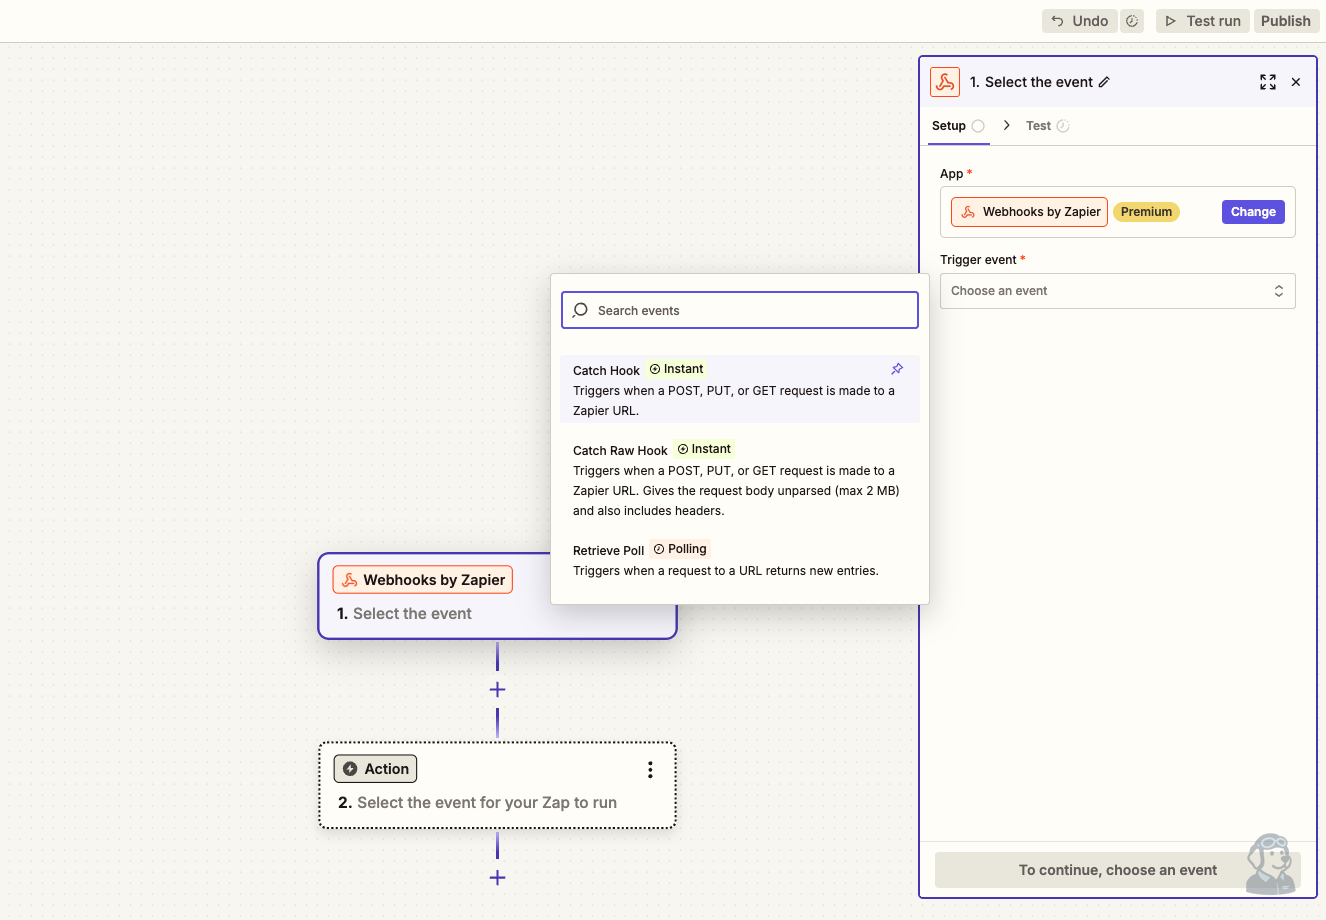 Undo
Test run
Publish
1. Select the event
Setup
Test
App *
Webhooks by Zapier
Premium
Change
Trigger event *
Choose an event
Search events
Catch Hook Instant
Triggers when a POST, PUT, or GET request is made to a
Zapier URL.
Catch Raw Hook Instant
Triggers when a POST, PUT, or GET request is made to a
Zapier URL. Gives the request body unparsed (max 2 MB)
and also includes headers.
Retrieve Poll Polling
Triggers when a request to a URL returns new entries.
Webhooks by Zapier
1. Select the event
Action
2. Select the event for your Zap to run
To continue, choose an event